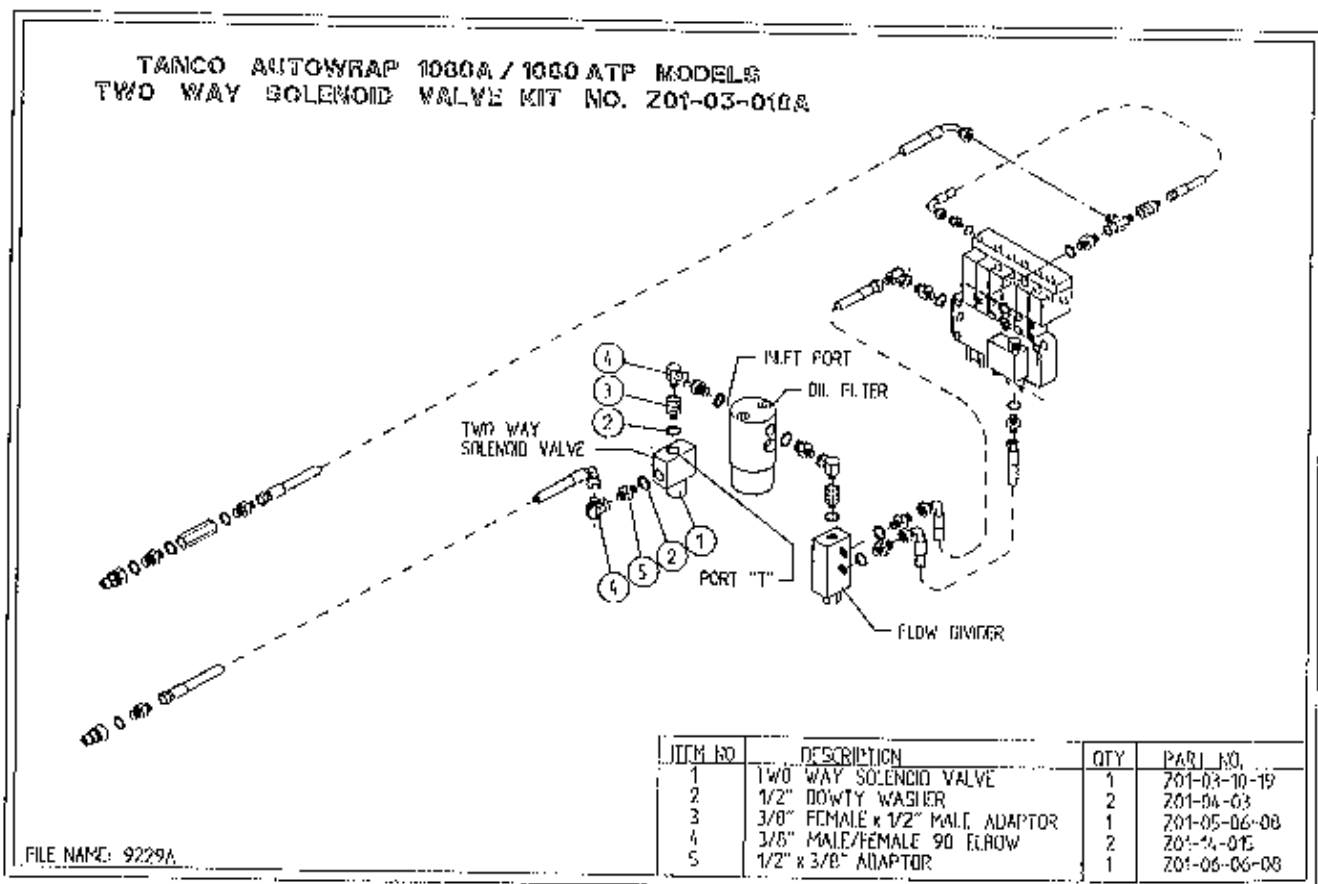 TANCO AUTOWRAP 1080A / 1080 ATP MODELS
TWO WAY SOLENOID VALVE KIT NO. Z01-03-010A
4
INLET PORT
3
OIL FILTER
2
TWO WAY
SOLENOID VALVE
1
2
5
4
PORT "T"
FLOW DIVIDER
ITEM NO DESCRIPTION QTY PART NO.
1 TWO WAY SOLENOID VALVE 1 Z01-03-10-19
2 1/2" DOWTY WASHER 2 Z01-04-03
3 3/8" FEMALE x 1/2" MALE ADAPTOR 1 Z01-05-06-08
4 3/8" MALE/FEMALE 90 ELBOW 2 Z01-14-015
5 1/2" x 3/8" ADAPTOR 1 Z01-06-06-08
FILE NAME: 9229A